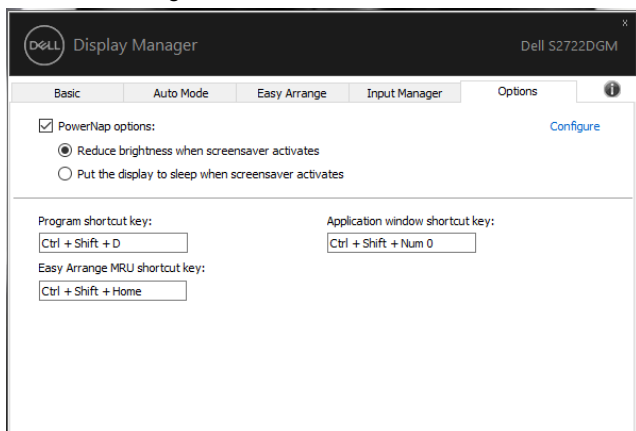 DELL Display Manager
Dell S2722DGM
x
Basic Auto Mode Easy Arrange Input Manager Options i
PowerNap options:
Configure
Reduce brightness when screensaver activates
Put the display to sleep when screensaver activates
Program shortcut key:
Application window shortcut key:
Ctrl + Shift + D
Ctrl + Shift + Num 0
Easy Arrange MRU shortcut key:
Ctrl + Shift + Home